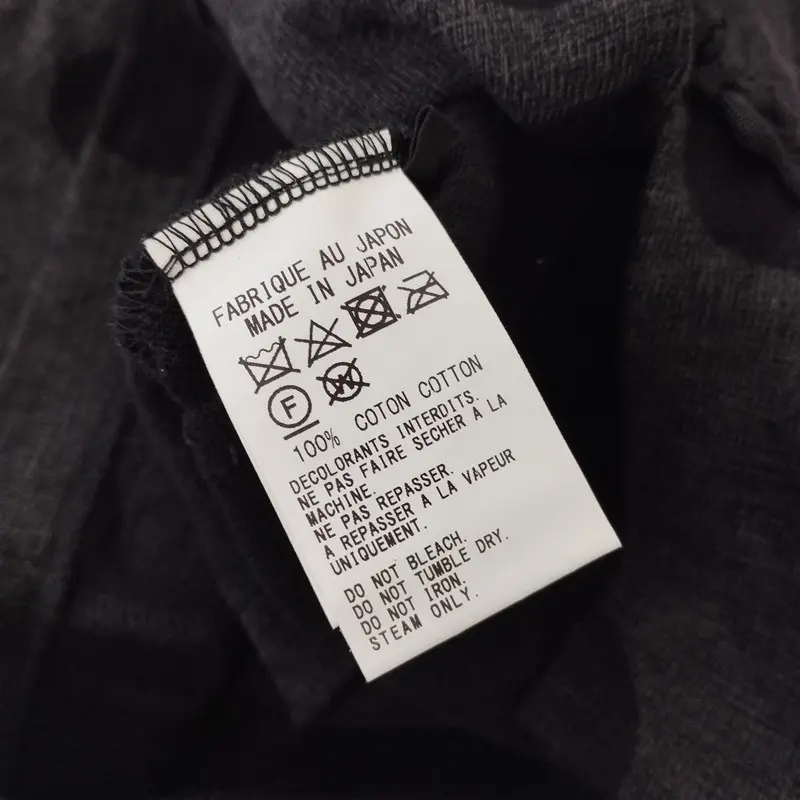 FABRIQUE AU JAPON
MADE IN JAPAN
F W
100% COTON COTTON
DECOLORANTS INTERDITS.
NE PAS FAIRE SECHER A LA
MACHINE.
NE PAS REPASSER.
A REPASSER A LA VAPEUR
UNIQUEMENT.
DO NOT BLEACH.
DO NOT TUMBLE DRY.
DO NOT IRON.
STEAM ONLY.